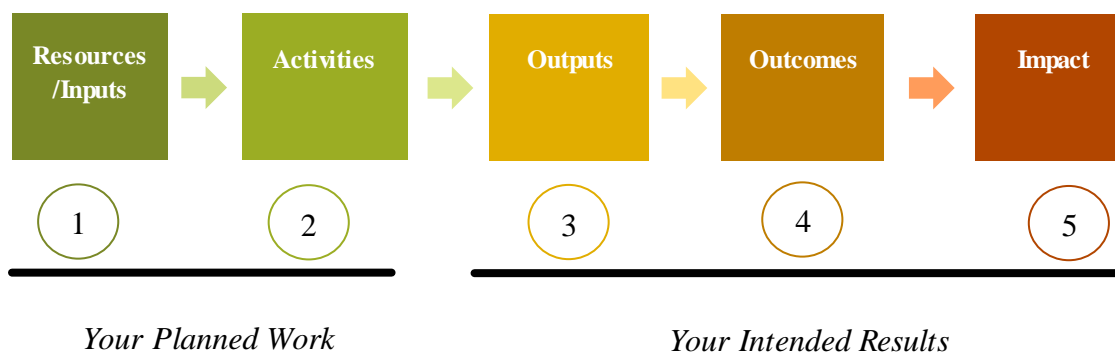 Resources
/Inputs
Activities
Outputs
Outcomes
Impact
1
2
3
4
5
Your Planned Work
Your Intended Results